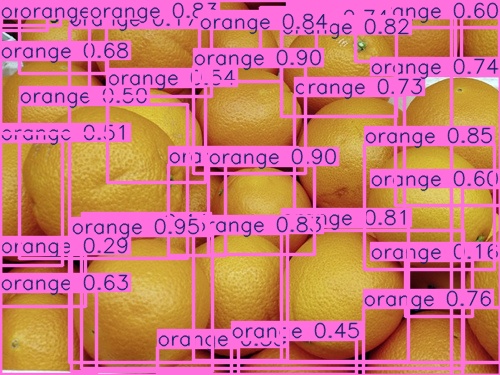 orange 0.83
orange 0.60
orange 0.84
0.82
orange 0.68
orange 0.90
orange 0.74
orange 0.54
orange 0.73
orange 0.50
orange 0.51
orange 0.85
orange 0.90
orange 0.60
orange 0.81
orange 0.95
orange 0.83
orange 0.29
orange 0.16
orange 0.63
orange 0.76
orange 0.45
orange